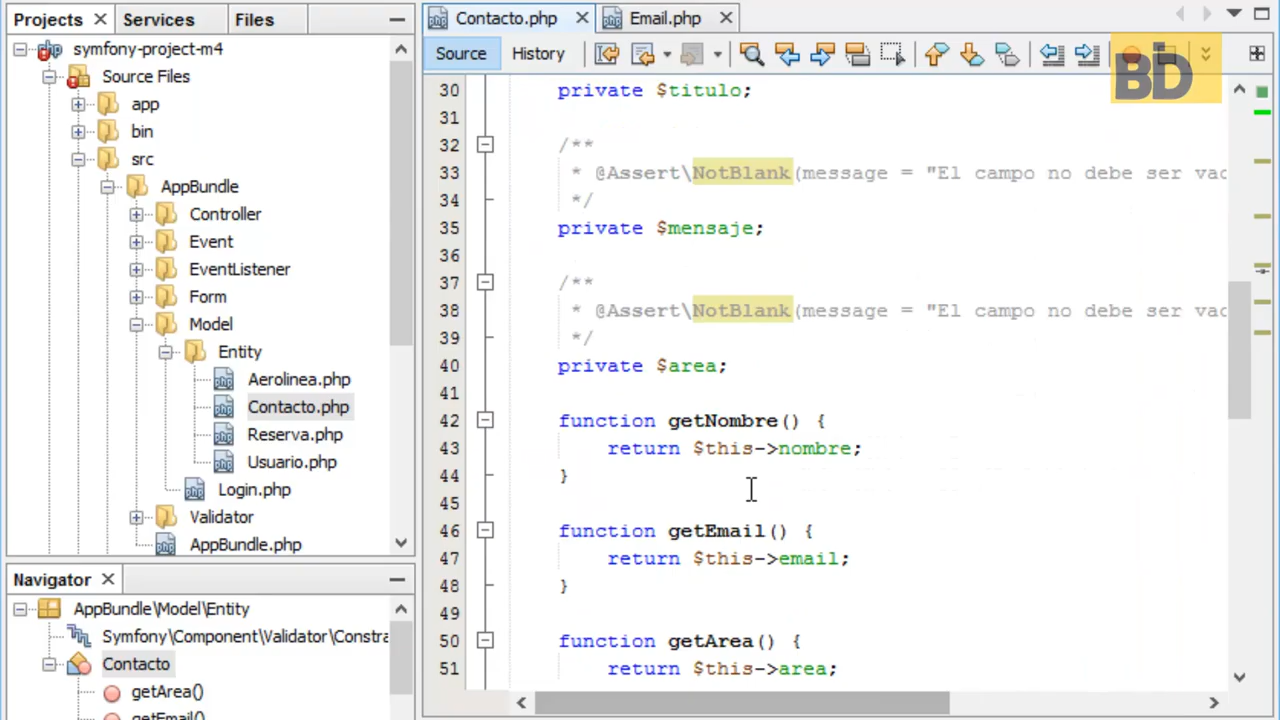 Projects
Services
Files
symfony-project-m4
Source Files
app
bin
src
AppBundle
Controller
Event
EventListener
Form
Model
Entity
Aerolinea.php
Contacto.php
Reserva.php
Usuario.php
Login.php
Validator
AppBundle.php
Navigator
AppBundle\Model\Entity
Symfony\Component\Validator\Constra
Contacto
getArea()
getEmail()
Contacto.php
Email.php
Source
History
BD
30 private $titulo;
31
32 /**
33 * @Assert\NotBlank(message = "El campo no debe ser vac
34 */
35 private $mensaje;
36
37 /**
38 * @Assert\NotBlank(message = "El campo no debe ser vac
39 */
40 private $area;
41
42 function getNombre() {
43 return $this->nombre;
44 }
45
46 function getEmail() {
47 return $this->email;
48 }
49
50 function getArea() {
51 return $this->area;